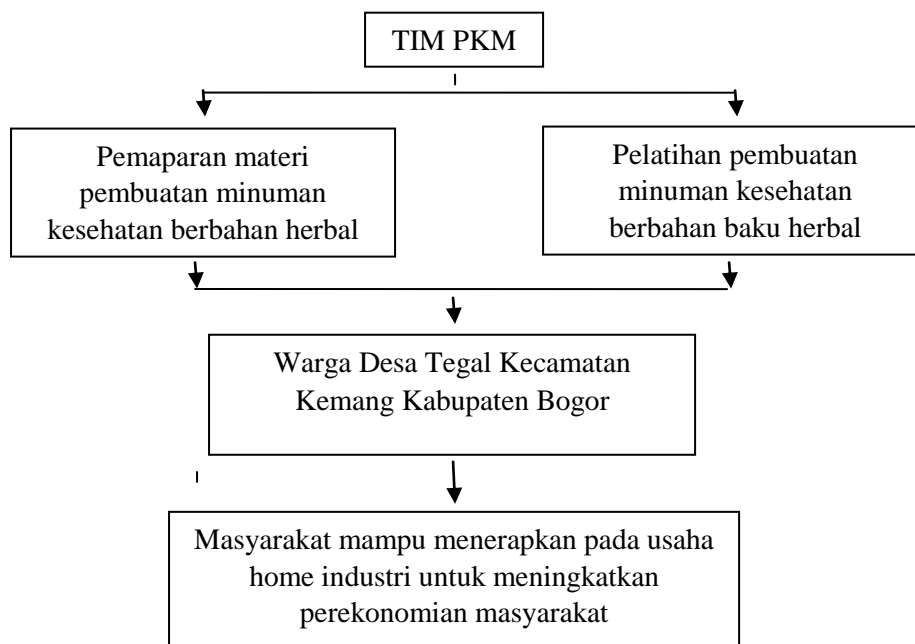 TIM PKM
Pemaparan materi
pembuatan minuman
kesehatan berbahan herbal
Pelatihan pembuatan
minuman kesehatan
berbahan baku herbal
Warga Desa Tegal Kecamatan
Kemang Kabupaten Bogor
Masyarakat mampu menerapkan pada usaha
home industri untuk meningkatkan
perekonomian masyarakat